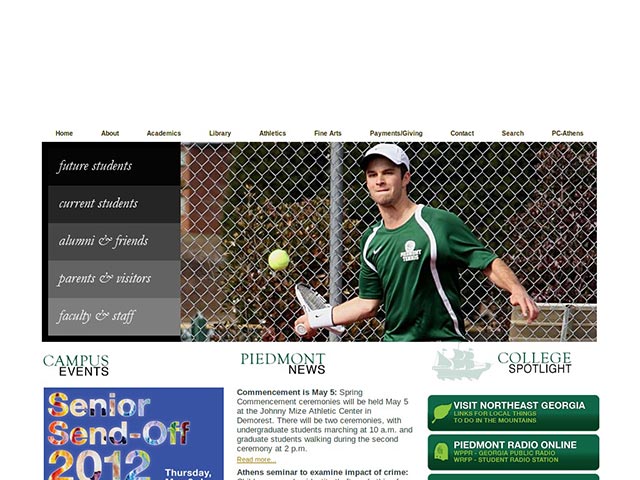 Home About Academics Library Athletics Fine Arts Payments/Giving Contact Search PC-Athens
future students
current students
alumni & friends
parents & visitors
faculty & staff
PIEDMONT
TENNIS
CAMPUS
EVENTS
PIEDMONT
NEWS
COLLEGE
SPOTLIGHT
Senior
Send-Off
2012
Thursday,
Commencement is May 5: Spring
Commencement ceremonies will be held May 5
at the Johnny Mize Athletic Center in
Demorest. There will be two ceremonies, with
undergraduate students marching at 10 a.m. and
graduate students walking during the second
ceremony at 2 p.m.
Read more...
Athens seminar to examine impact of crime:
VISIT NORTHEAST GEORGIA
LINKS FOR LOCAL THINGS
TO DO IN THE MOUNTAINS
PIEDMONT RADIO ONLINE
WPPR - GEORGIA PUBLIC RADIO
WRFP - STUDENT RADIO STATION